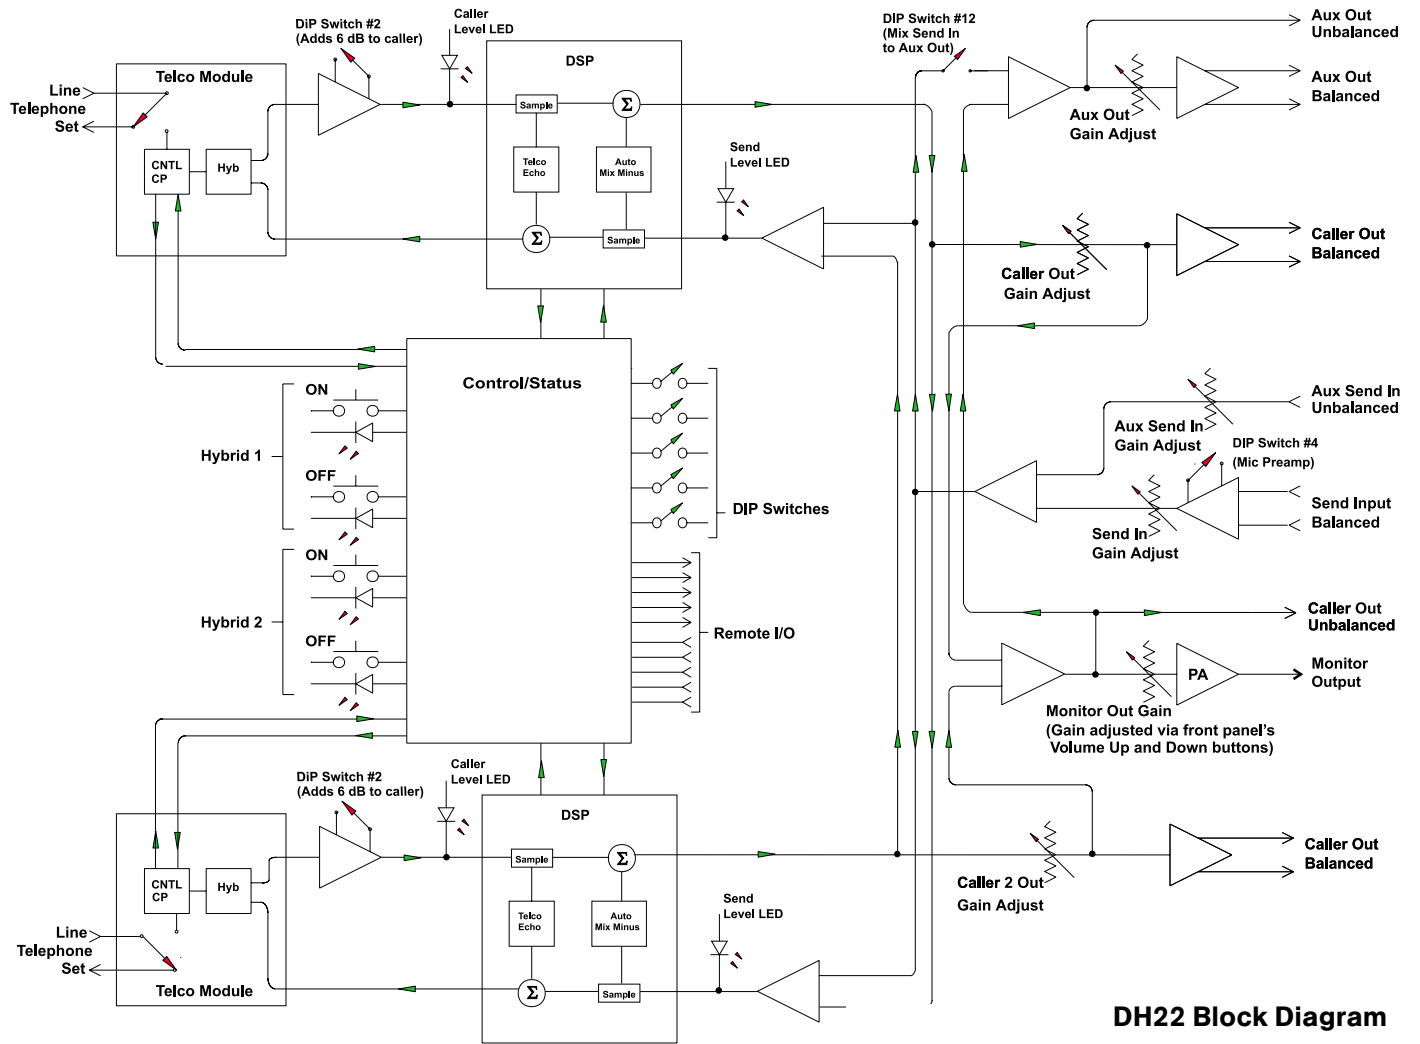 DiP Switch #2
(Adds 6 dB to caller)
Caller
Level LED
DSP
DIP Switch #12
(Mix Send In
to Aux Out)
Aux Out
Unbalanced
Telco Module
Line
Telephone
Set
CNTL
CP
Hyb
Sample
Σ
Telco
Echo
Auto
Mix Minus
Σ
Sample
Send
Level LED
Aux Out
Gain Adjust
Aux Out
Balanced
Caller Out
Gain Adjust
Caller Out
Balanced
Control/Status
ON
Hybrid 1
OFF
ON
Hybrid 2
OFF
DIP Switches
Remote I/O
Aux Send In
Unbalanced
Aux Send In
Gain Adjust
DIP Switch #4
(Mic Preamp)
Send Input
Balanced
Send In
Gain Adjust
Caller Out
Unbalanced
PA
Monitor
Output
Monitor Out Gain
(Gain adjusted via front panel's
Volume Up and Down buttons)
DiP Switch #2
(Adds 6 dB to caller)
Caller
Level LED
DSP
CNTL
CP
Hyb
Sample
Σ
Telco
Echo
Auto
Mix Minus
Σ
Sample
Send
Level LED
Caller 2 Out
Gain Adjust
Caller Out
Balanced
Line
Telephone
Set
Telco Module
DH22 Block Diagram